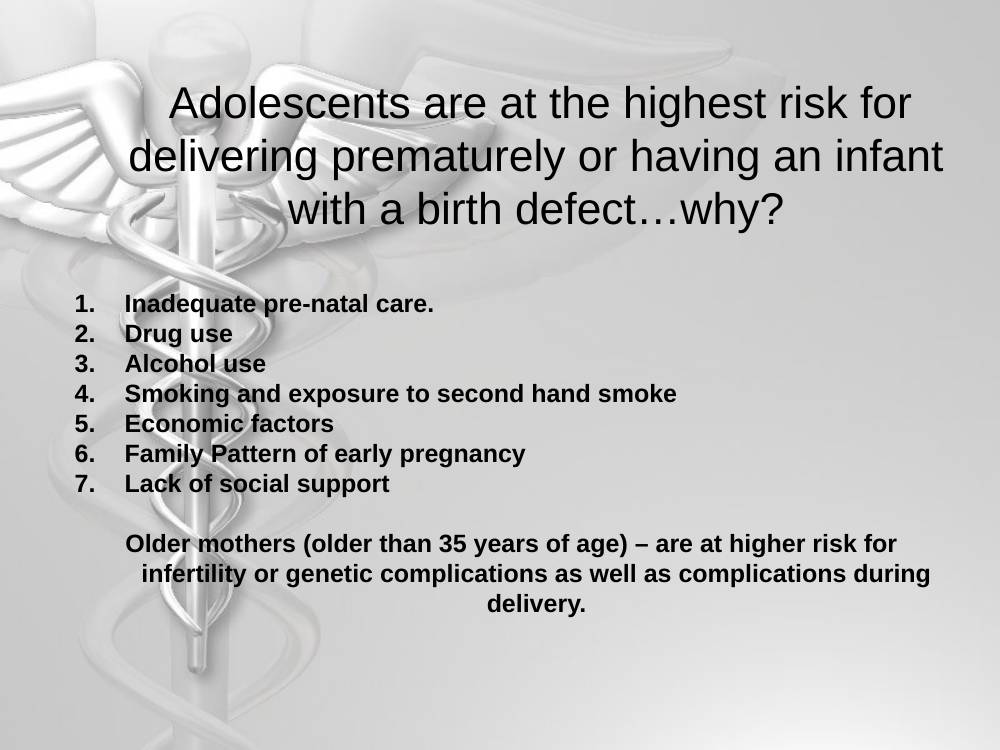 Adolescents are at the highest risk for
delivering prematurely or having an infant
with a birth defect…why?
1. Inadequate pre-natal care.
2. Drug use
3. Alcohol use
4. Smoking and exposure to second hand smoke
5. Economic factors
6. Family Pattern of early pregnancy
7. Lack of social support
Older mothers (older than 35 years of age) – are at higher risk for
infertility or genetic complications as well as complications during
delivery.